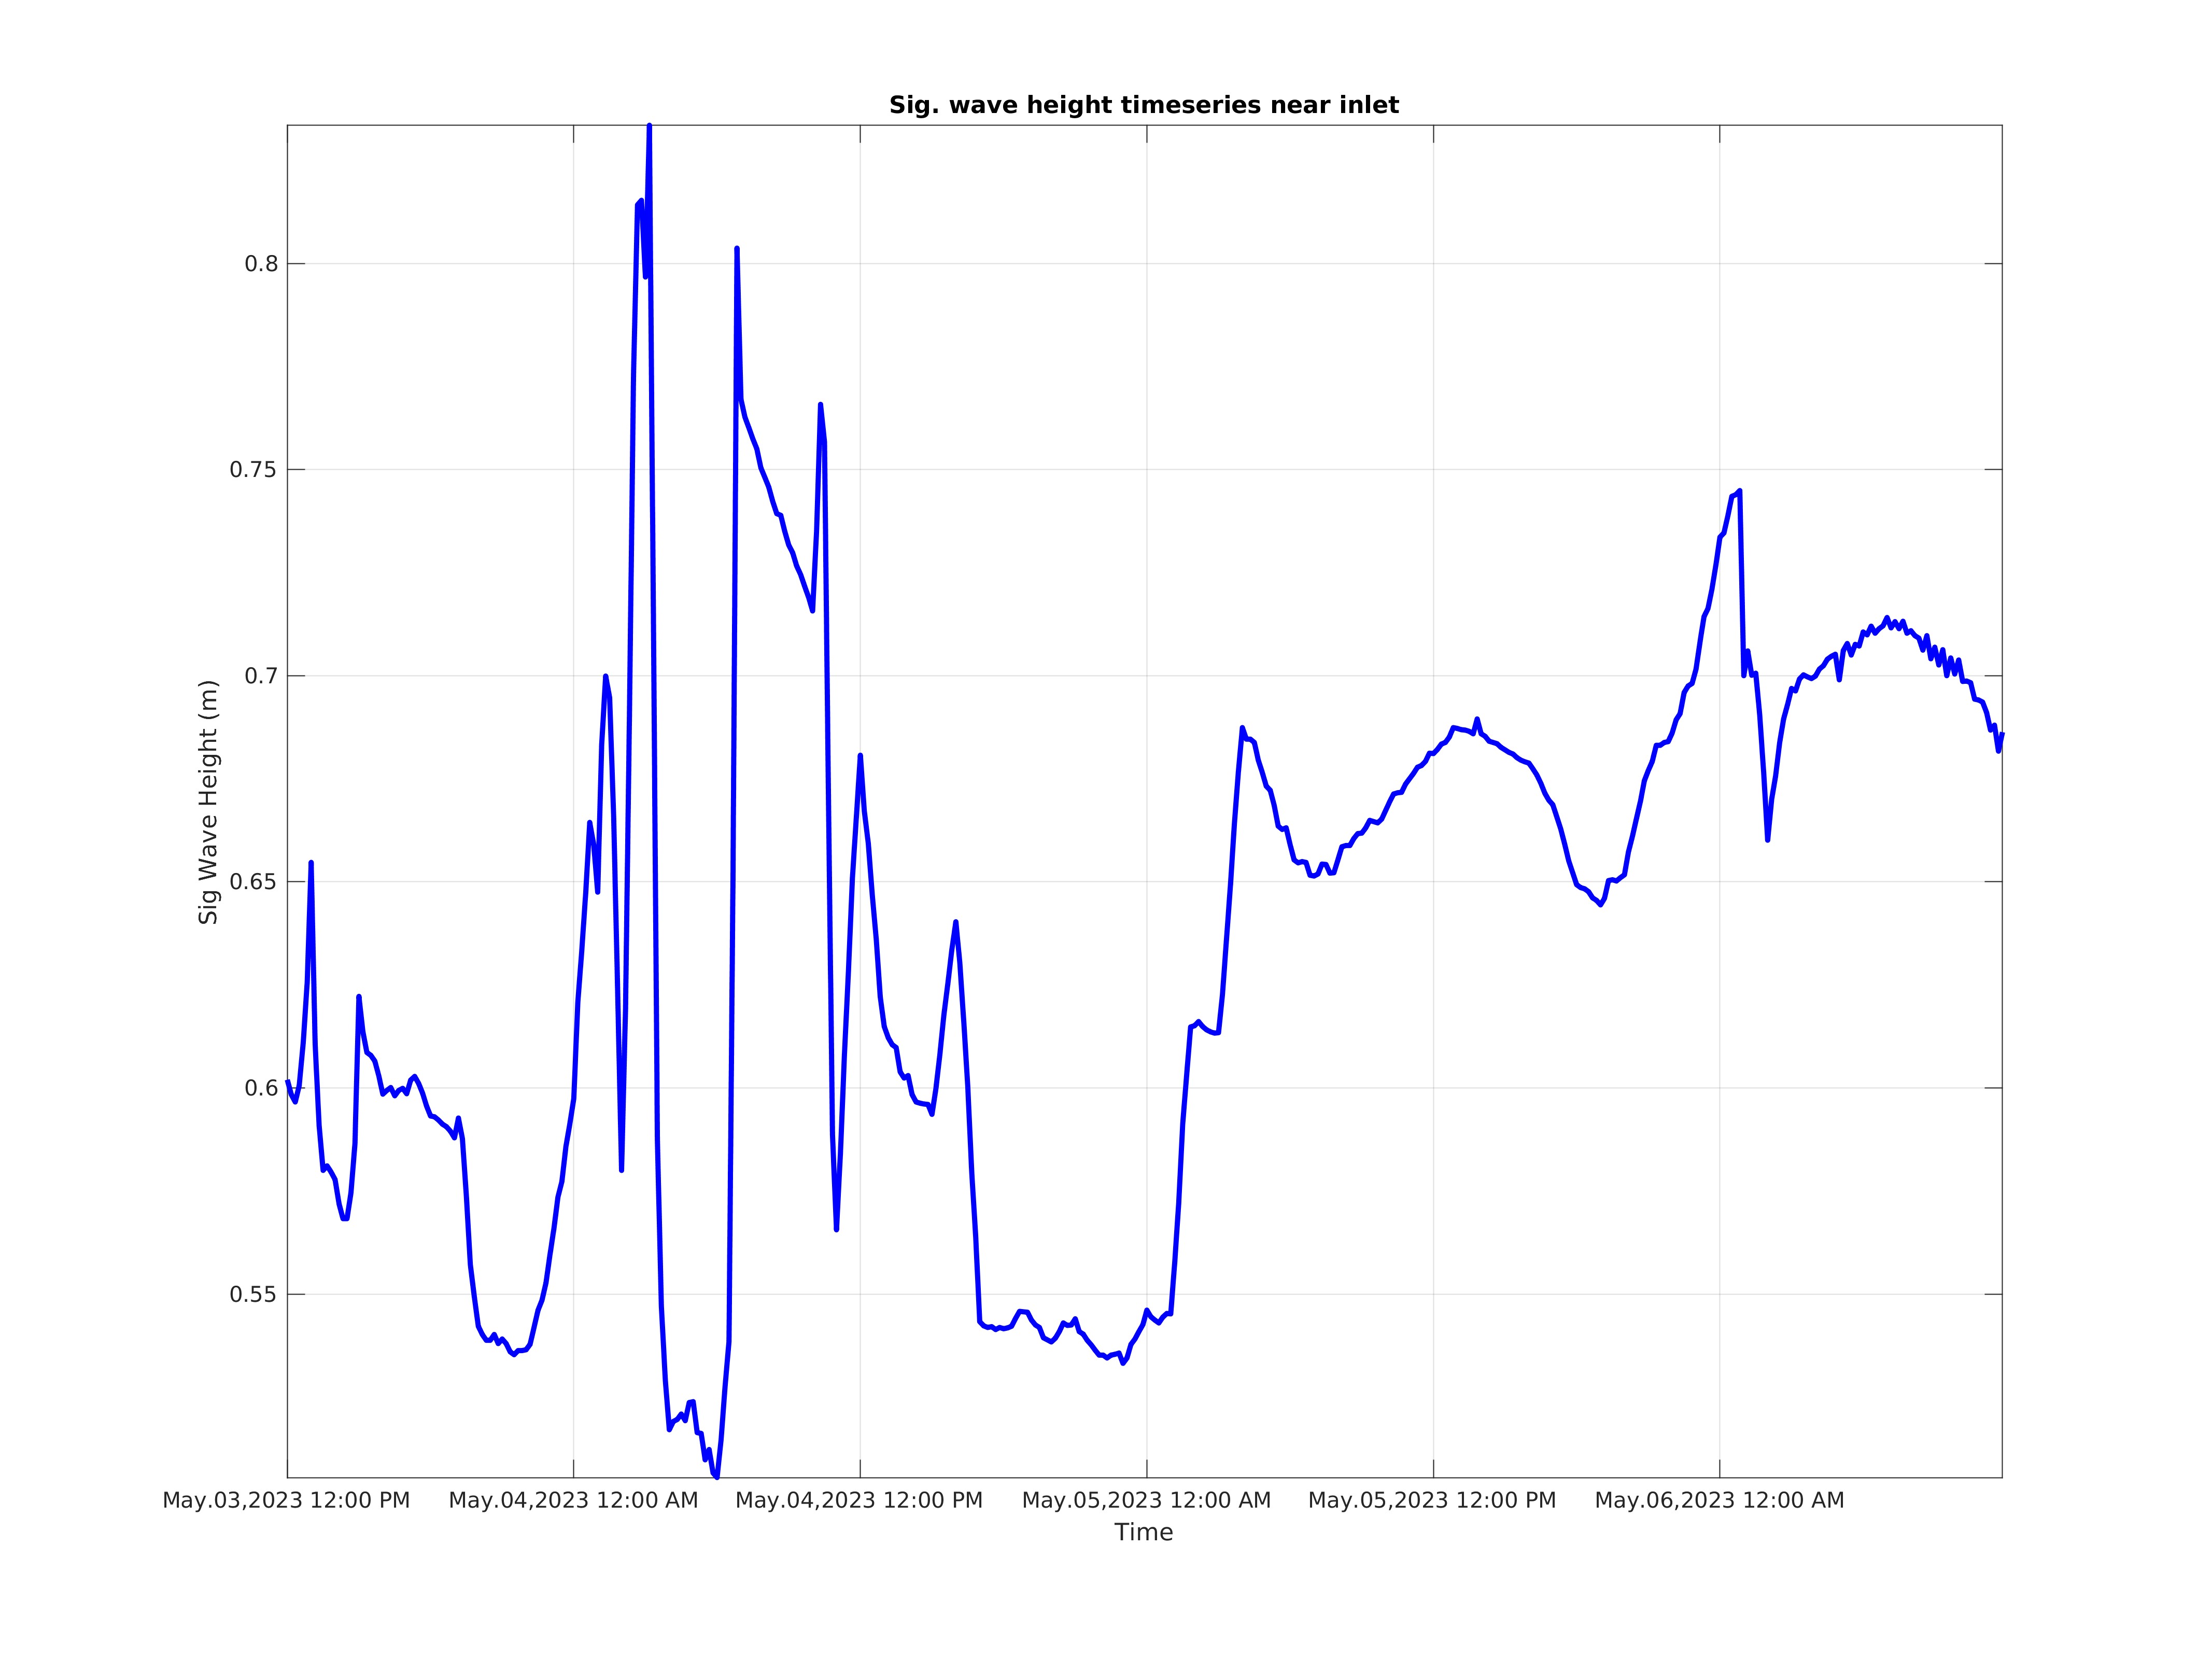 Sig. wave height timeseries near inlet
0.8
0.75
0.7
0.65
0.6
0.55
Sig Wave Height (m)
May.03,2023 12:00 PM May.04,2023 12:00 AM May.04,2023 12:00 PM May.05,2023 12:00 AM May.05,2023 12:00 PM May.06,2023 12:00 AM
Time